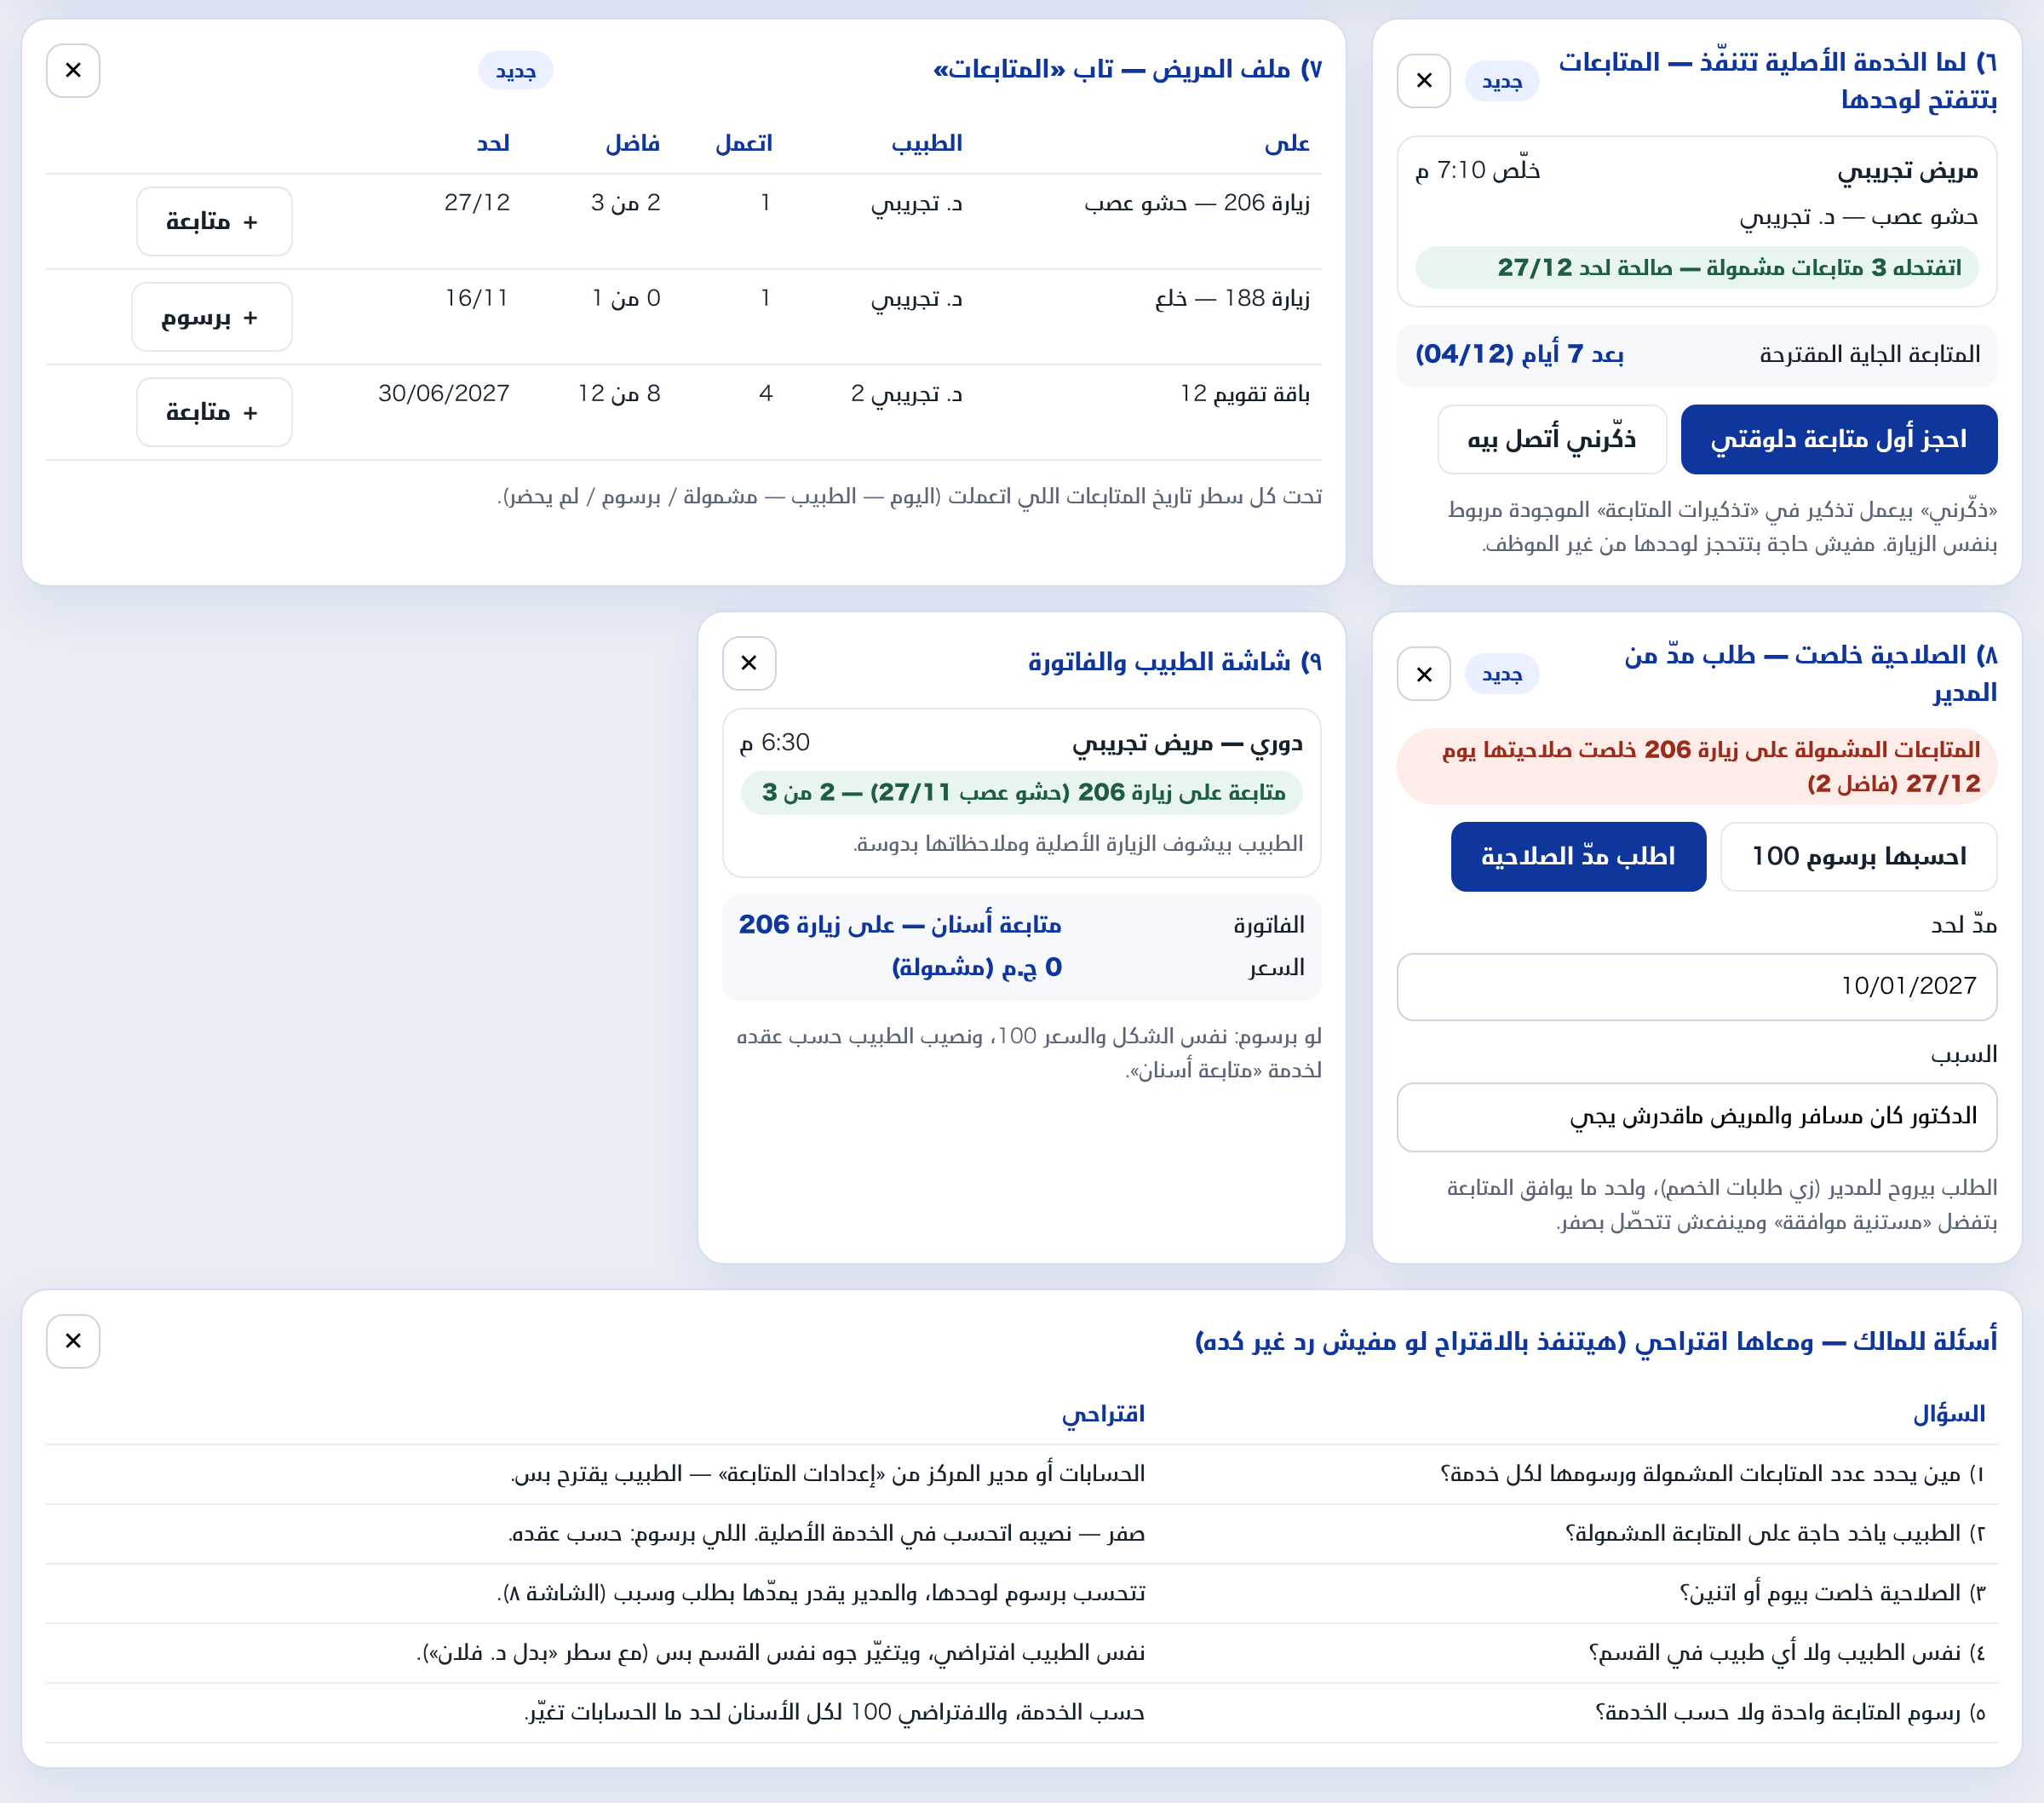 ٦) لما الخدمة الأصلية تتنفّذ — المتابعات
بتتفتح لوحدها
جديد
×
مريض تجريبي
خلّص 7:10 م
حشو عصب — د. تجريبي
اتفتحله 3 متابعات مشمولة — صالحة لحد 27/12
المتابعة الجاية المقترحة
بعد 7 أيام (04/12)
احجز أول متابعة دلوقتي
ذكّرني أتصل بيه
«ذكّرني» بيعمل تذكير في «تذكيرات المتابعة» الموجودة مربوط
بنفس الزيارة. مفيش حاجة بتتحجز لوحدها من غير الموظف.
٧) ملف المريض — تاب «المتابعات»
جديد
×
على الطبيب اتعمل فاضل لحد
زيارة 206 — حشو عصب د. تجريبي 1 2 من 3 27/12 + متابعة
زيارة 188 — خلع د. تجريبي 1 0 من 1 16/11 + برسوم
باقة تقويم 12 د. تجريبي 2 4 8 من 12 30/06/2027 + متابعة
تحت كل سطر تاريخ المتابعات اللي اتعملت (اليوم — الطبيب — مشمولة / برسوم / لم يحضر).
٨) الصلاحية خلصت — طلب مدّ من
المدير
جديد
×
المتابعات المشمولة على زيارة 206 خلصت صلاحيتها يوم
27/12 (فاضل 2)
احسبها برسوم 100
اطلب مدّ الصلاحية
مدّ لحد
10/01/2027
السبب
الدكتور كان مسافر والمريض ماقدرش يجي
الطلب بيروح للمدير (زي طلبات الخصم)، ولحد ما يوافق المتابعة
بتفضل «مستنية موافقة» ومينفعش تتحصّل بصفر.
٩) شاشة الطبيب والفاتورة
×
دوري — مريض تجريبي
6:30 م
متابعة على زيارة 206 (حشو عصب 27/11) — 2 من 3
الطبيب بيشوف الزيارة الأصلية وملاحظاتها بدوسة.
الفاتورة متابعة أسنان — على زيارة 206
السعر 0 ج.م (مشمولة)
لو برسوم: نفس الشكل والسعر 100، ونصيب الطبيب حسب عقده
لخدمة «متابعة أسنان».
أسئلة للمالك — ومعاها اقتراحي (هيتنفذ بالاقتراح لو مفيش رد غير كده)
×
السؤال اقتراحي
١) مين يحدد عدد المتابعات المشمولة ورسومها لكل خدمة؟ الحسابات أو مدير المركز من «إعدادات المتابعة» — الطبيب يقترح بس.
٢) الطبيب ياخد حاجة على المتابعة المشمولة؟ صفر — نصيبه اتحسب في الخدمة الأصلية. اللي برسوم: حسب عقده.
٣) الصلاحية خلصت بيوم أو اتنين؟ تتحسب برسوم لوحدها، والمدير يقدر يمدّها بطلب وسبب (الشاشة ٨).
٤) نفس الطبيب ولا أي طبيب في القسم؟ نفس الطبيب افتراضي، ويتغيّر جوه نفس القسم بس (مع سطر «بدل د. فلان»).
٥) رسوم المتابعة واحدة ولا حسب الخدمة؟ حسب الخدمة، والافتراضي 100 لكل الأسنان لحد ما الحسابات تغيّر.